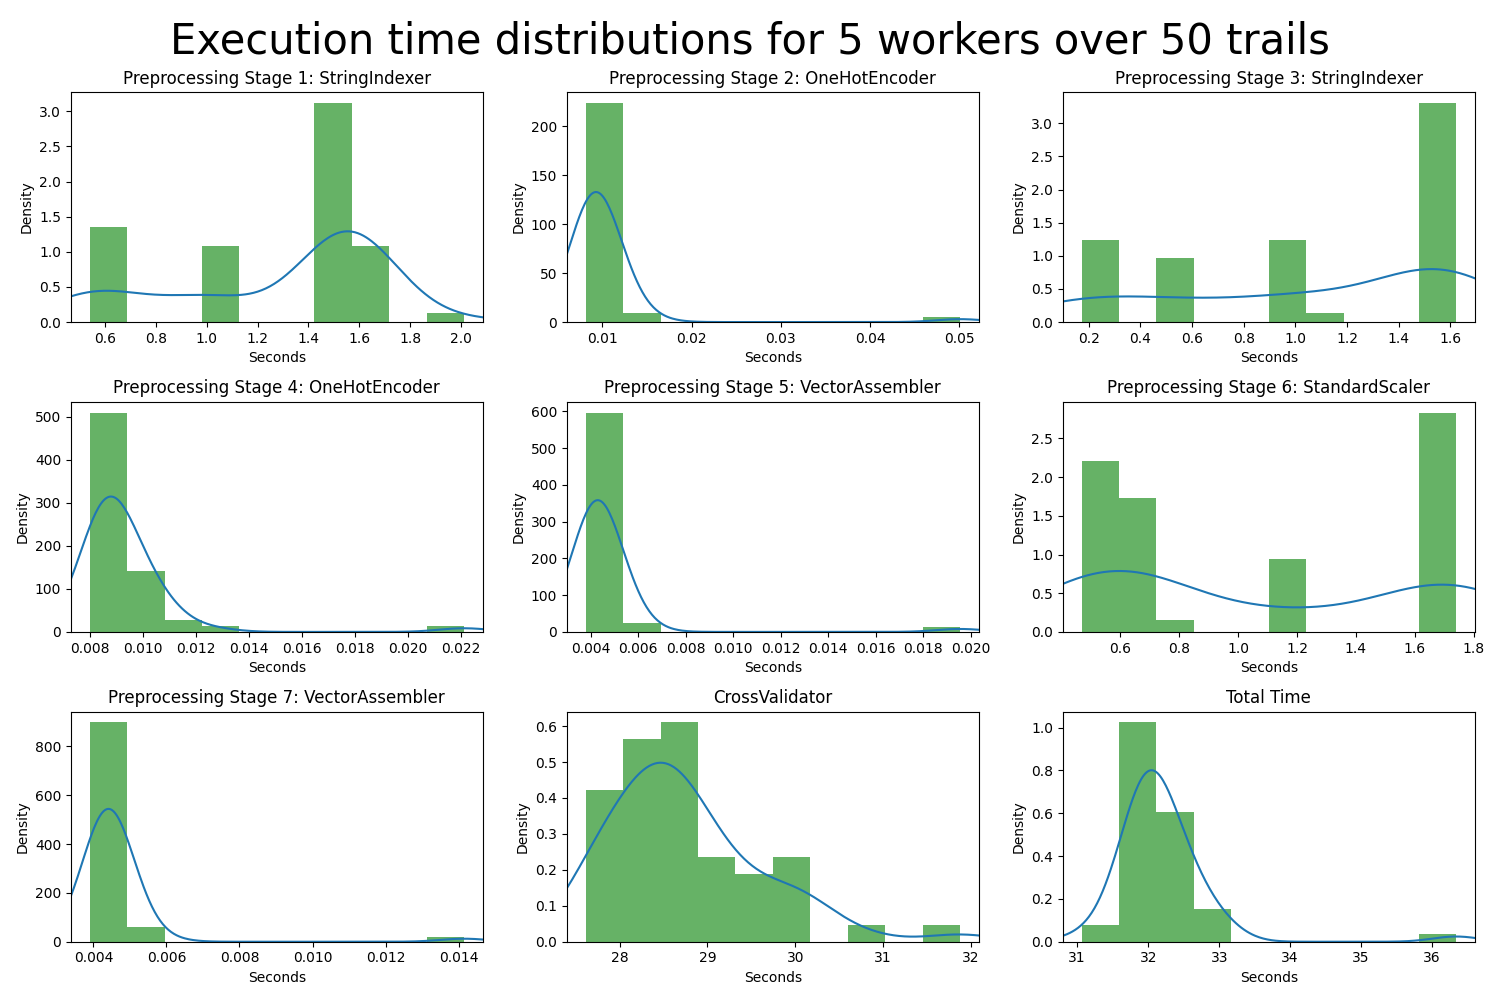 Execution time distributions for 5 workers over 50 trails
Preprocessing Stage 1: StringIndexer
Density
3.0
2.5
2.0
1.5
1.0
0.5
0.0
0.6 0.8 1.0 1.2 1.4 1.6 1.8 2.0
Seconds
Preprocessing Stage 2: OneHotEncoder
Density
200
150
100
50
0
0.01 0.02 0.03 0.04 0.05
Seconds
Preprocessing Stage 3: StringIndexer
Density
3.0
2.5
2.0
1.5
1.0
0.5
0.0
0.2 0.4 0.6 0.8 1.0 1.2 1.4 1.6
Seconds
Preprocessing Stage 4: OneHotEncoder
Density
500
400
300
200
100
0
0.008 0.010 0.012 0.014 0.016 0.018 0.020 0.022
Seconds
Preprocessing Stage 5: VectorAssembler
Density
600
500
400
300
200
100
0
0.004 0.006 0.008 0.010 0.012 0.014 0.016 0.018 0.020
Seconds
Preprocessing Stage 6: StandardScaler
Density
2.5
2.0
1.5
1.0
0.5
0.0
0.6 0.8 1.0 1.2 1.4 1.6 1.8
Seconds
Preprocessing Stage 7: VectorAssembler
Density
800
600
400
200
0
0.004 0.006 0.008 0.010 0.012 0.014
Seconds
CrossValidator
Density
0.6
0.5
0.4
0.3
0.2
0.1
0.0
28 29 30 31 32
Seconds
Total Time
Density
1.0
0.8
0.6
0.4
0.2
0.0
31 32 33 34 35 36
Seconds